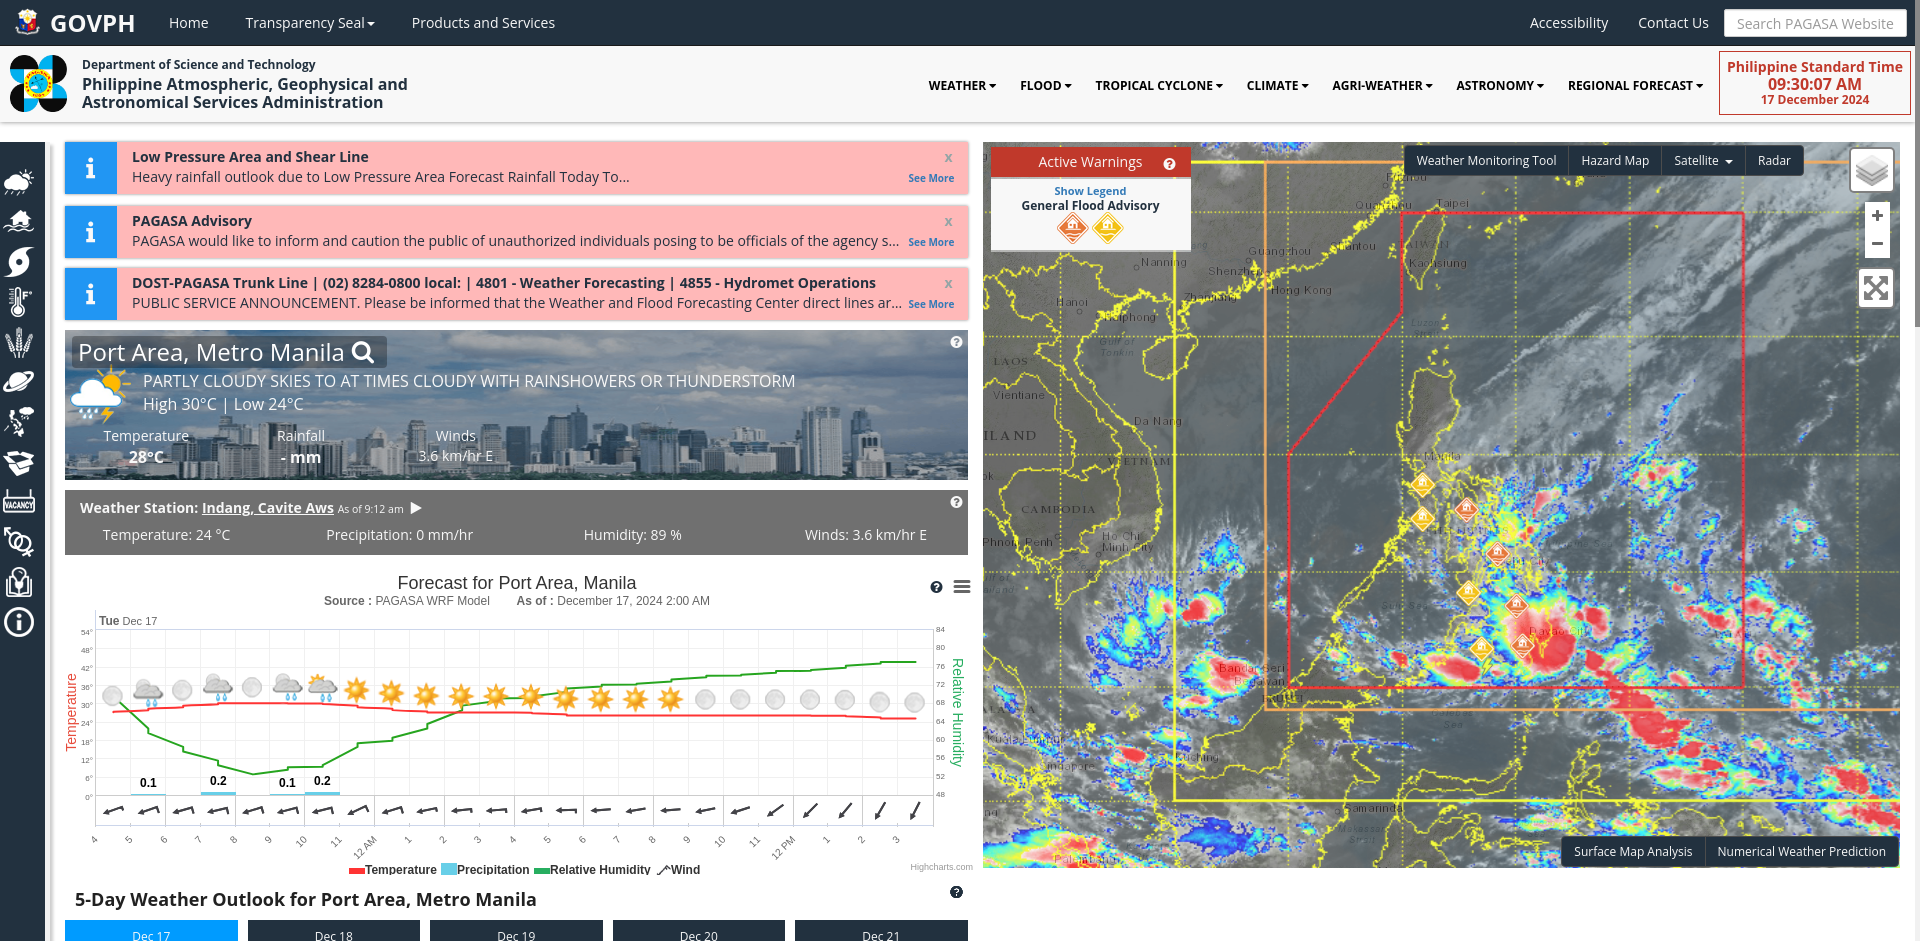 GOVPH
Home
Transparency Seal
Products and Services
Accessibility
Contact Us
Search PAGASA Website
Department of Science and Technology
Philippine Atmospheric, Geophysical and
Astronomical Services Administration
WEATHER
FLOOD
TROPICAL CYCLONE
CLIMATE
AGRI-WEATHER
ASTRONOMY
REGIONAL FORECAST
Philippine Standard Time
09:30:07 AM
17 December 2024
VACANCY
Low Pressure Area and Shear Line
x
Heavy rainfall outlook due to Low Pressure Area Forecast Rainfall Today To...
See More
PAGASA Advisory
x
PAGASA would like to inform and caution the public of unauthorized individuals posing to be officials of the agency s...
See More
DOST-PAGASA Trunk Line | (02) 8284-0800 local: | 4801 - Weather Forecasting | 4855 - Hydromet Operations
x
PUBLIC SERVICE ANNOUNCEMENT. Please be informed that the Weather and Flood Forecasting Center direct lines ar...
See More
Port Area, Metro Manila
PARTLY CLOUDY SKIES TO AT TIMES CLOUDY WITH RAINSHOWERS OR THUNDERSTORM
High 30°C | Low 24°C
Temperature
28°C
Rainfall
- mm
Winds
3.6 km/hr E
Weather Station: Indang, Cavite Aws As of 9:12 am
Temperature: 24 °C
Precipitation: 0 mm/hr
Humidity: 89 %
Winds: 3.6 km/hr E
Forecast for Port Area, Manila
Source : PAGASA WRF Model As of : December 17, 2024 2:00 AM
Tue Dec 17
54°
48°
42°
36°
30°
24°
18°
12°
6°
0°
Temperature
84
80
76
72
68
64
60
56
52
48
Relative Humidity
0.1
0.2
0.1
0.2
4
5
6
7
8
9
10
11
12 AM
1
2
3
4
5
6
7
8
9
10
11
12 PM
1
2
3
Temperature
Precipitation
Relative Humidity
Wind
Highcharts.com
5-Day Weather Outlook for Port Area, Metro Manila
Dec 17
Dec 18
Dec 19
Dec 20
Dec 21
Active Warnings
Show Legend
General Flood Advisory
Weather Monitoring Tool
Hazard Map
Satellite
Radar
+
−
Taipei
Guangzhou
Nanning
Shenzhen
Kaohsiung
Hong Kong
Zhanjiang
Hanoi
Haiphong
Gulf of
Tonkin
LAOS
Luzon
Vientiane
Da Nang
VIETNAM
Manila
CAMBODIA
Phnom Penh
Ho Chi
Minh City
Davao City
Bandar Seri
Begawan
Kuching
Samarinda
Surface Map Analysis
Numerical Weather Prediction